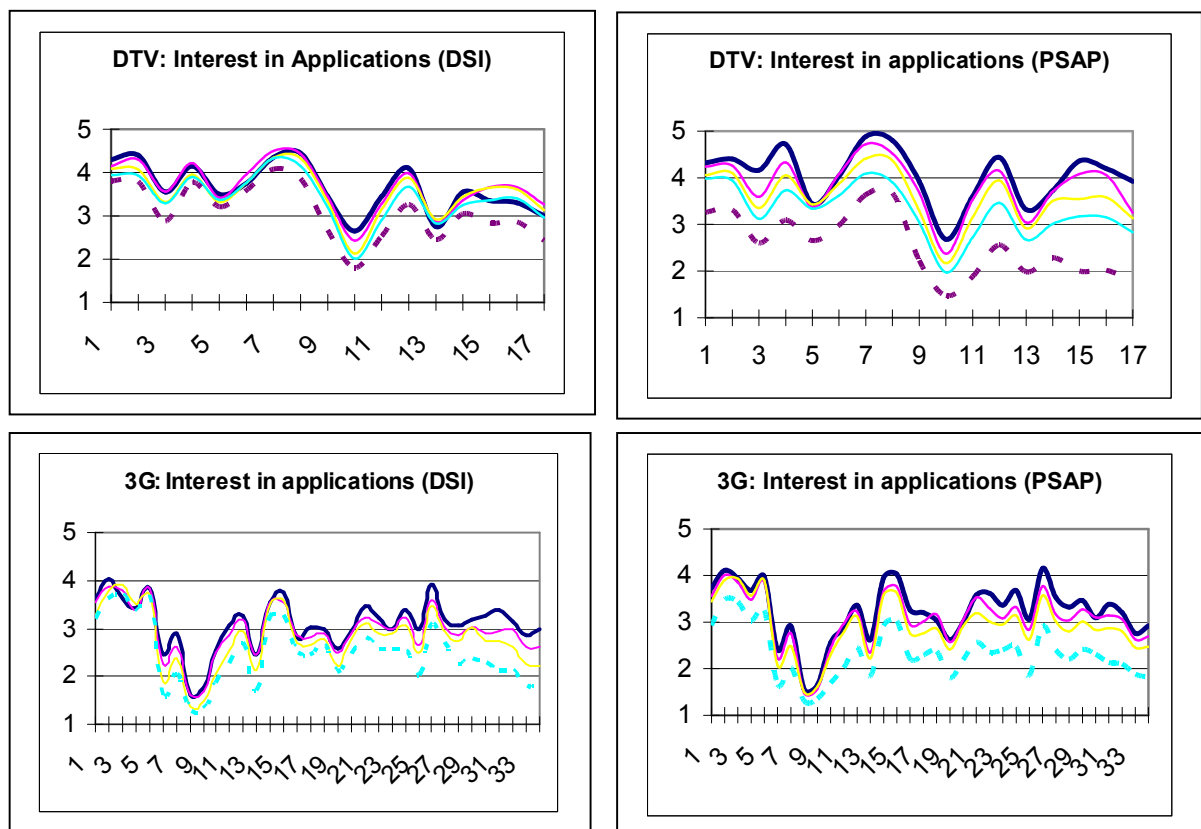 DTV: Interest in Applications (DSI)
5
4
3
2
1
1 3 5 7 9 11 13 15 17
DTV: Interest in applications (PSAP)
5
4
3
2
1
1 3 5 7 9 11 13 15 17
3G: Interest in applications (DSI)
5
4
3
2
1
1 3 5 7 9 11 13 15 17 19 21 23 25 27 29 31 33
3G: Interest in applications (PSAP)
5
4
3
2
1
1 3 5 7 9 11 13 15 17 19 21 23 25 27 29 31 33